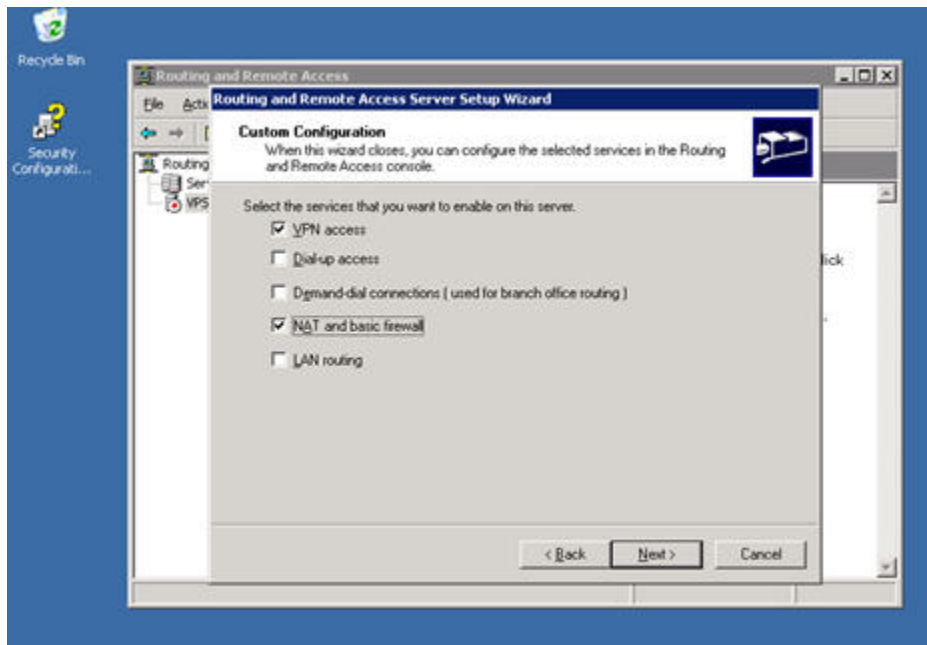 Recycle Bin
Security
Configurati...
Routing and Remote Access
File
Routing and Remote Access Server Setup Wizard
Custom Configuration
When this wizard closes, you can configure the selected services in the Routing
and Remote Access console.
Routing
Ser
VPS
Select the services that you want to enable on this server.
VPN access
Dial-up access
Demand-dial connections ( used for branch office routing )
NAT and basic firewall
LAN routing
lick
< Back
Next >
Cancel